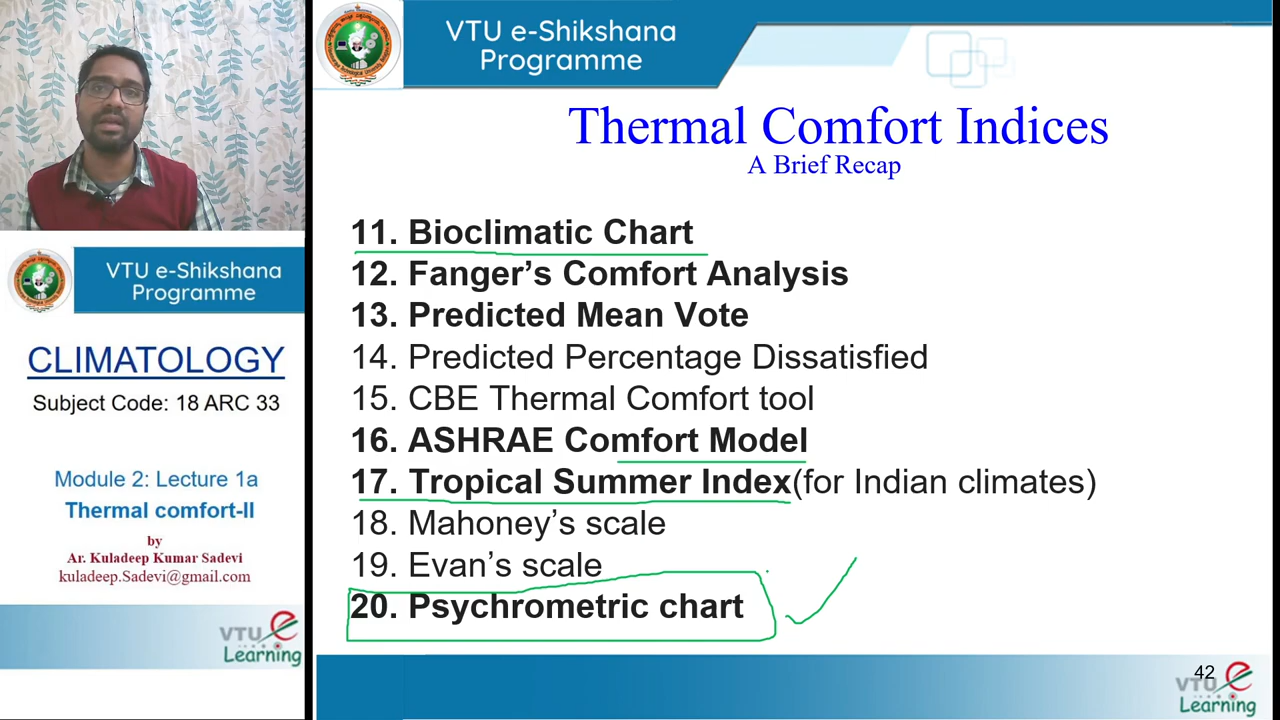 VTU e-Shikshana
Programme
Thermal Comfort Indices
A Brief Recap
11. Bioclimatic Chart
12. Fanger’s Comfort Analysis
13. Predicted Mean Vote
14. Predicted Percentage Dissatisfied
15. CBE Thermal Comfort tool
16. ASHRAE Comfort Model
17. Tropical Summer Index(for Indian climates)
18. Mahoney’s scale
19. Evan’s scale
20. Psychrometric chart
42
VTU e
Learning
VTU e-Shikshana
Programme
CLIMATOLOGY
Subject Code: 18 ARC 33
Module 2: Lecture 1a
Thermal comfort-II
by
Ar. Kuladeep Kumar Sadevi
kuladeep.Sadevi@gmail.com
VTU e
Learning